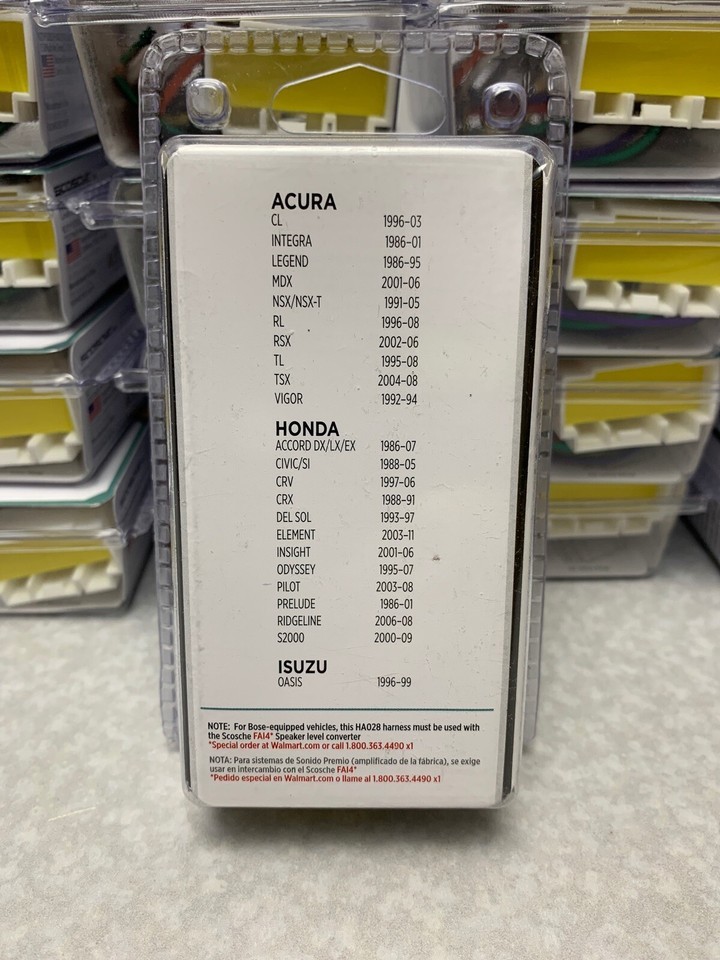 ACURA
CL 1996-03
INTEGRA 1986-01
LEGEND 1986-95
MDX 2001-06
NSX/NSX-T 1991-05
RL 1996-08
RSX 2002-06
TL 1995-08
TSX 2004-08
VIGOR 1992-94
HONDA
ACCORD DX/LX/EX 1986-07
CIVIC/SI 1988-05
CRV 1997-06
CRX 1988-91
DEL SOL 1993-97
ELEMENT 2003-11
INSIGHT 2001-06
ODYSSEY 1995-07
PILOT 2003-08
PRELUDE 1986-01
RIDGELINE 2006-08
S2000 2000-09
ISUZU
OASIS 1996-99
NOTE: For Bose-equipped vehicles, this HA028 harness must be used with
the Scosche FAI4* Speaker level converter
*Special order at Walmart.com or call 1.800.363.4490 x1
NOTA: Para sistemas de Sonido Premio (amplificado de la fábrica), se exige
usar en intercambio con el Scosche FAI4*
*Pedido especial en Walmart.com o llame al 1.800.363.4490 x1